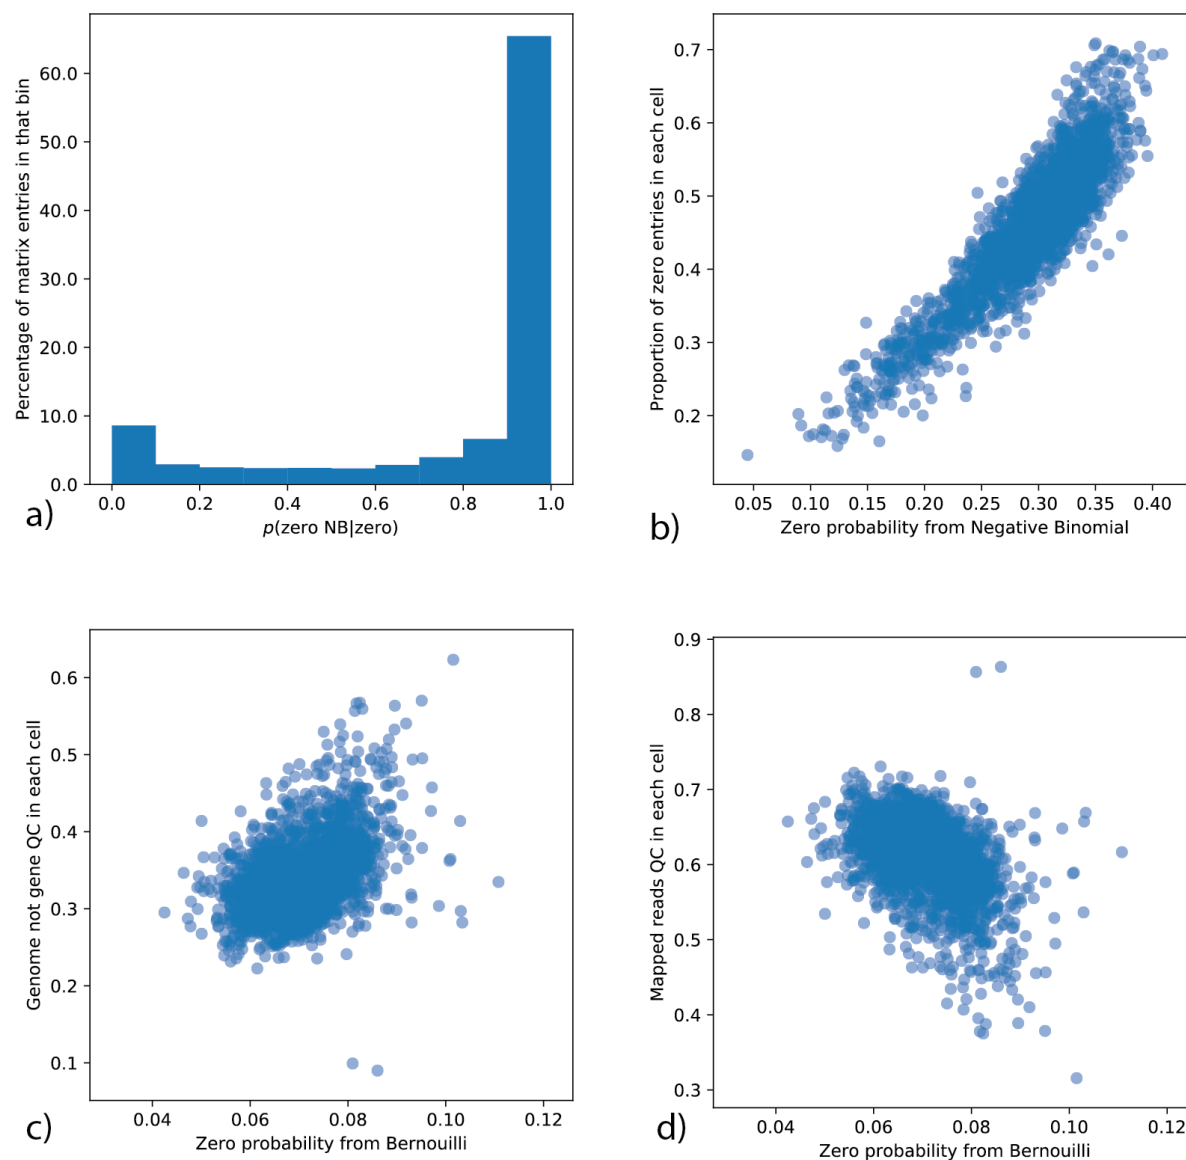 Percentage of matrix entries in that bin
60.0
50.0
40.0
30.0
20.0
10.0
0.0
0.0 0.2 0.4 0.6 0.8 1.0
p(zero NB|zero)
a)
Proportion of zero entries in each cell
0.7
0.6
0.5
0.4
0.3
0.2
0.05 0.10 0.15 0.20 0.25 0.30 0.35 0.40
Zero probability from Negative Binomial
b)
Genome not gene QC in each cell
0.6
0.5
0.4
0.3
0.2
0.1
0.04 0.06 0.08 0.10 0.12
Zero probability from Bernouilli
c)
Mapped reads QC in each cell
0.9
0.8
0.7
0.6
0.5
0.4
0.3
0.04 0.06 0.08 0.10 0.12
Zero probability from Bernouilli
d)